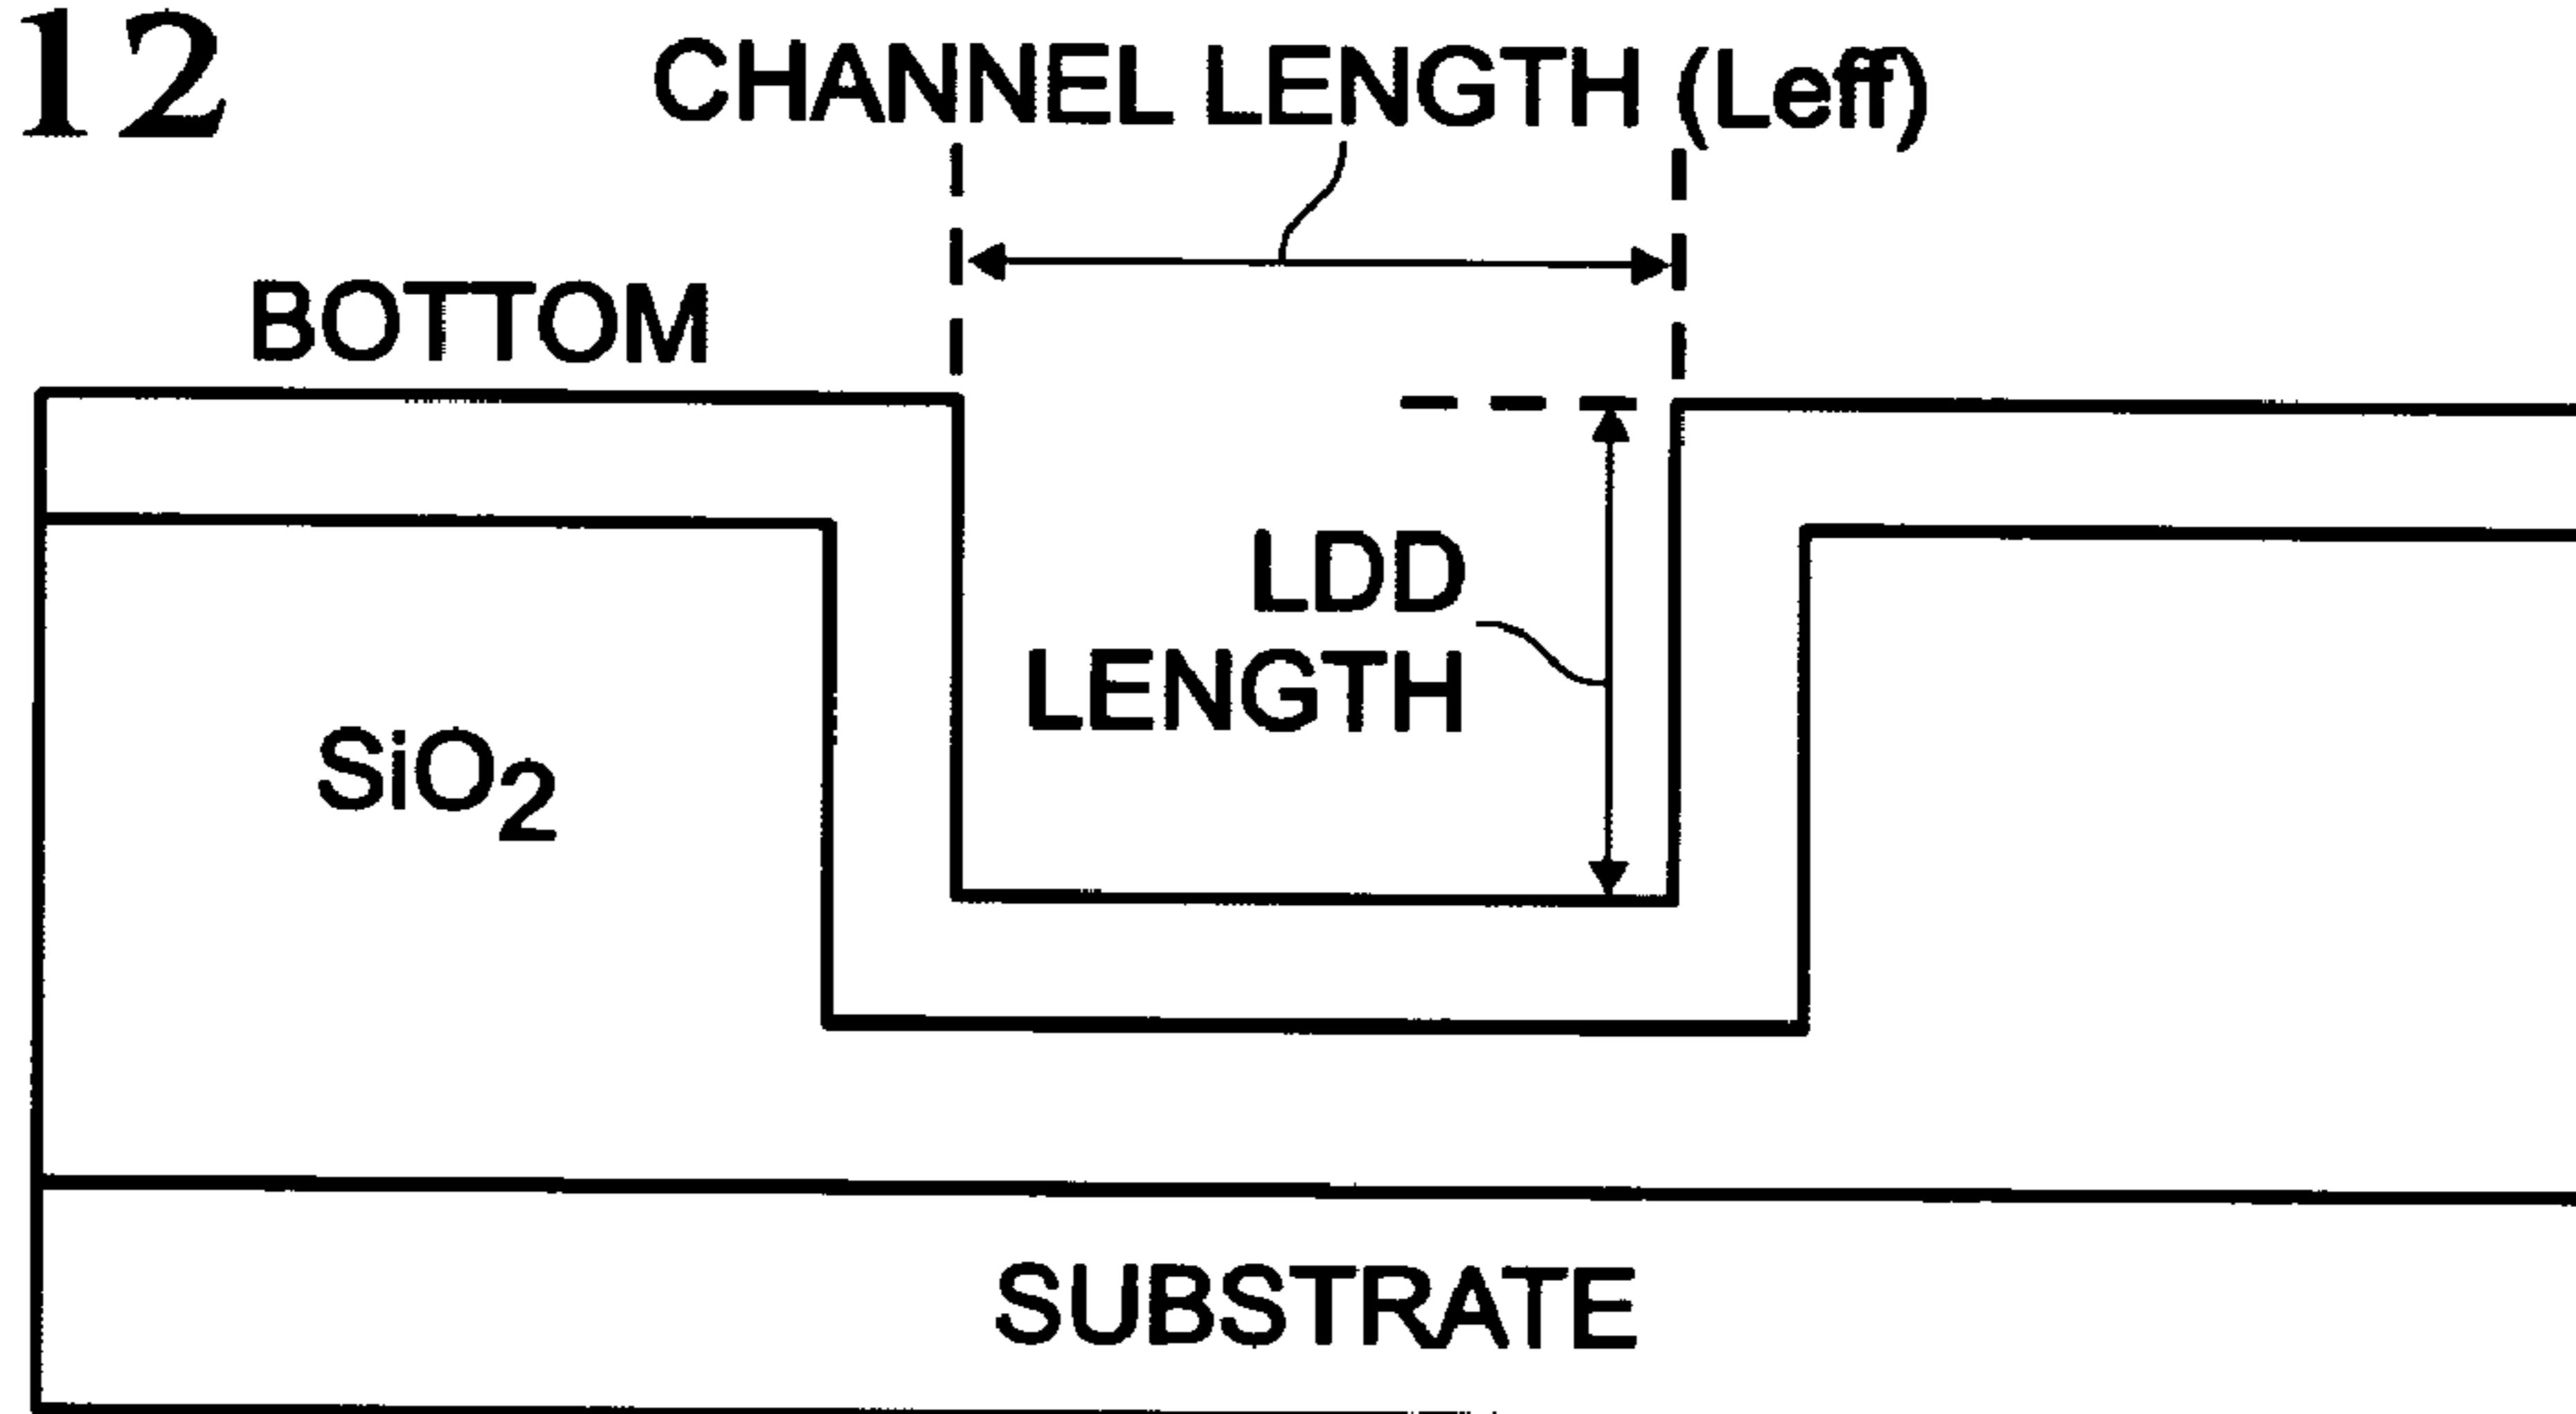 12
CHANNEL LENGTH (Leff)
BOTTOM
LDD
LENGTH
SiO₂
SUBSTRATE